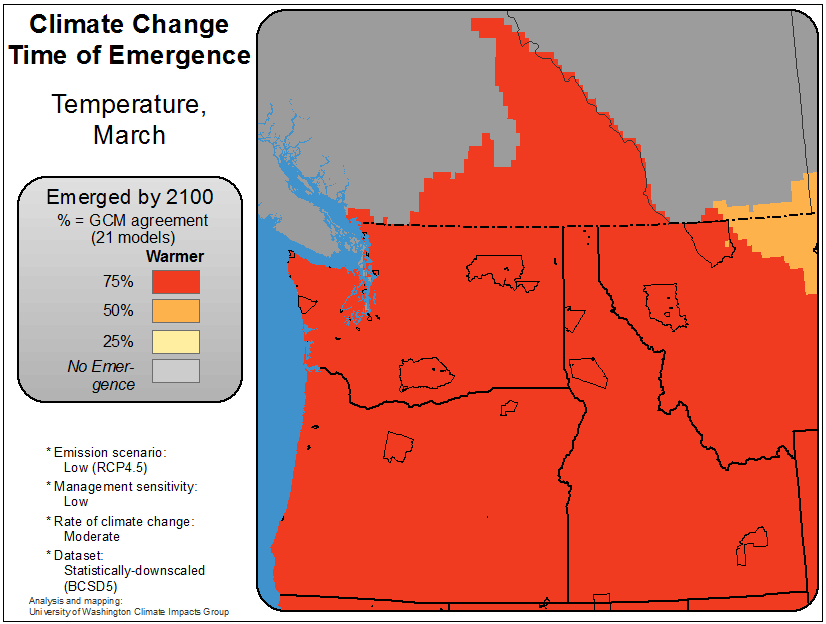 Climate Change
Time of Emergence
Temperature,
March
Emerged by 2100
% = GCM agreement
(21 models)
Warmer
75%
50%
25%
No Emer-
gence
* Emission scenario:
Low (RCP4.5)
* Management sensitivity:
Low
* Rate of climate change:
Moderate
* Dataset:
Statistically-downscaled
(BCSD5)
Analysis and mapping:
University of Washington Climate Impacts Group